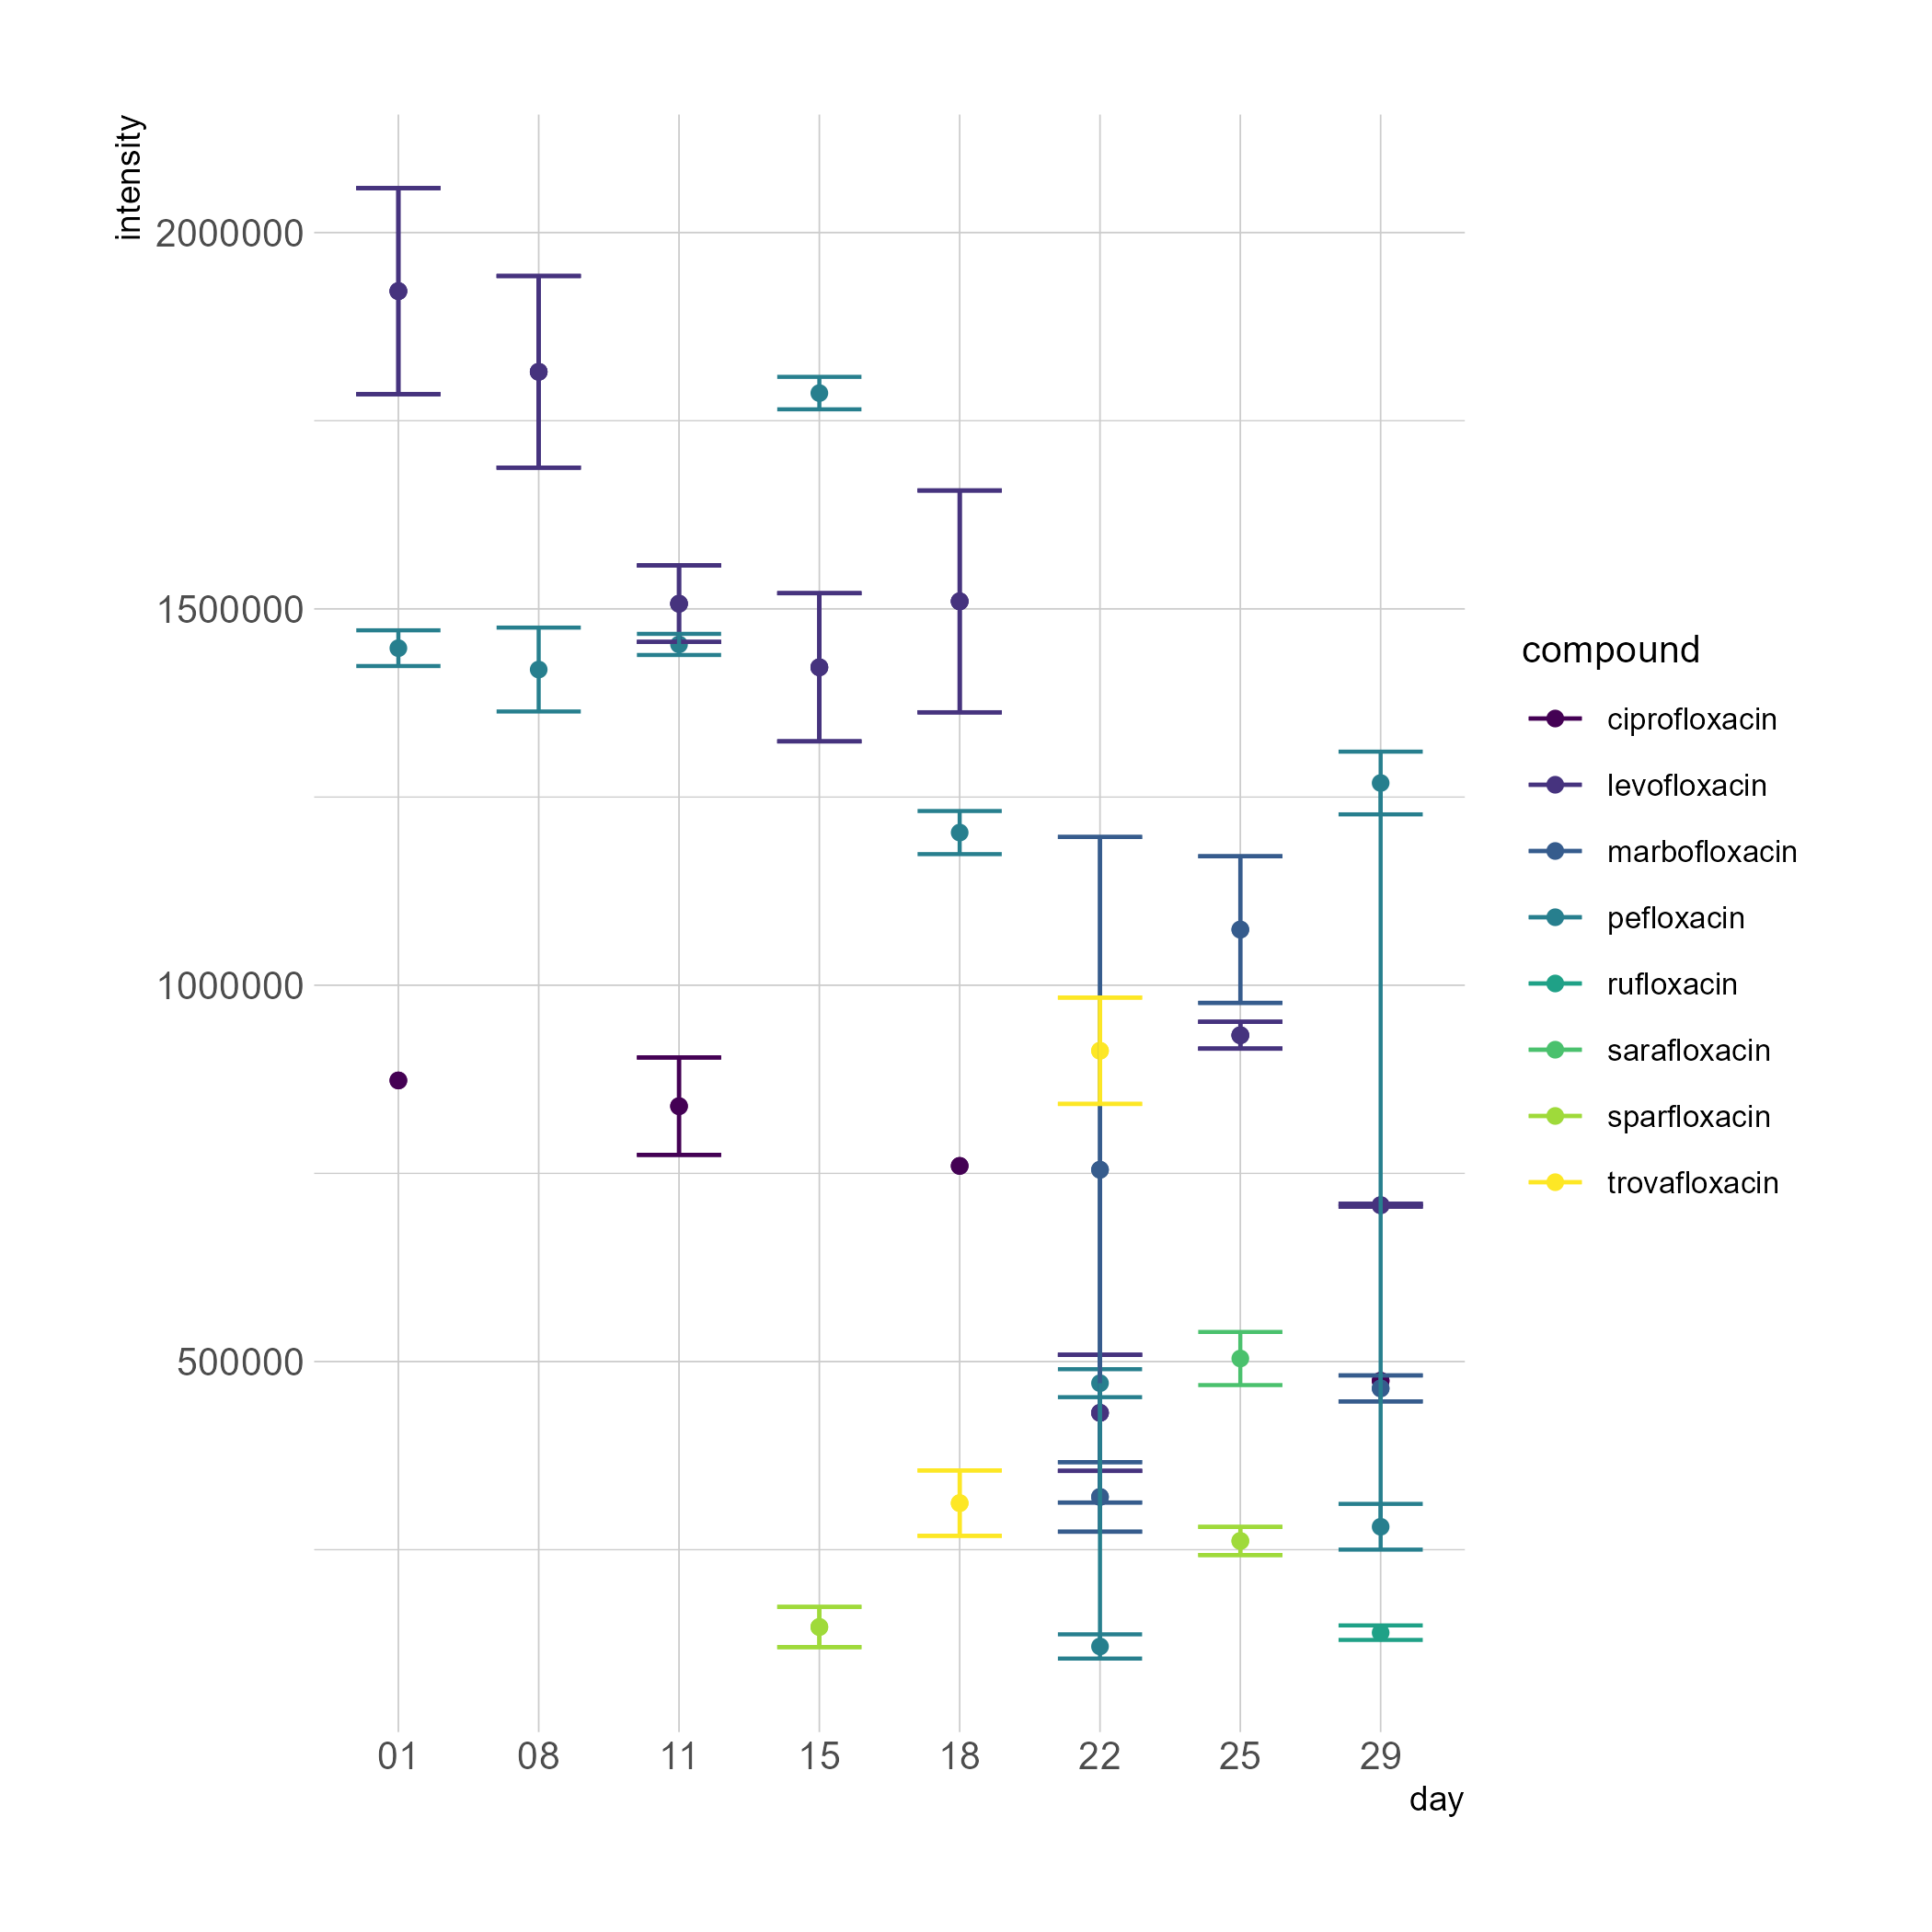 intensity
2000000
1500000
1000000
500000
01 08 11 15 18 22 25 29
day
compound
ciprofloxacin
levofloxacin
marbofloxacin
pefloxacin
rufloxacin
sarafloxacin
sparfloxacin
trovafloxacin